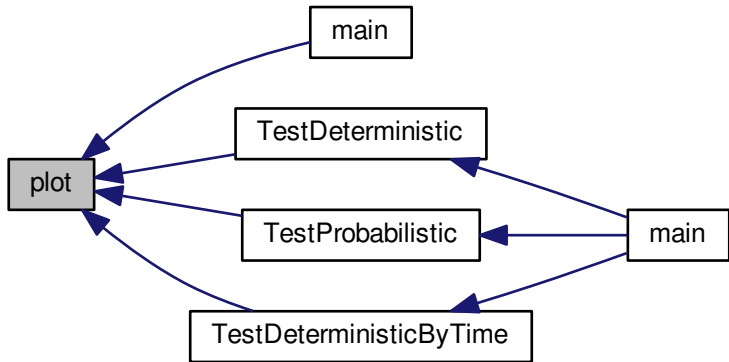 main
TestDeterministic
plot
TestProbabilistic
main
TestDeterministicByTime